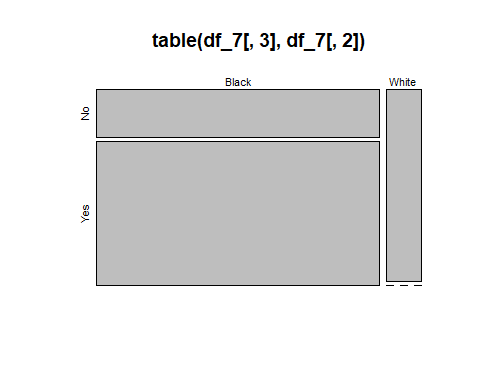 table(df_7[, 3], df_7[, 2])
Black White
No
Yes